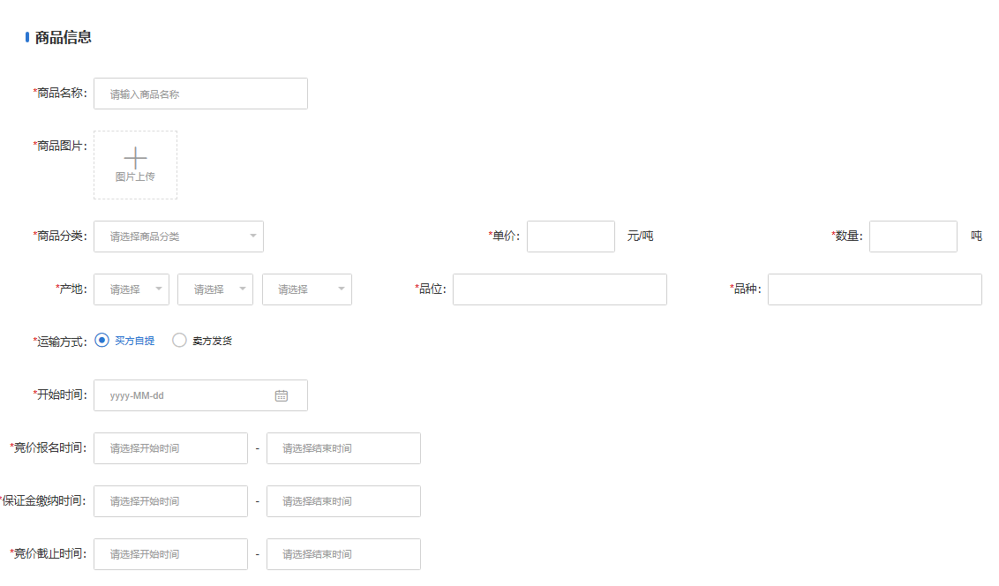 商品信息
*商品名称: 请输入商品名称
*商品图片: 图片上传
*商品分类: 请选择商品分类 *单价: 元/吨 *数量: 吨
*产地: 请选择 请选择 请选择 *品位: *品种:
*运输方式: 买方自提 卖方发货
*开始时间: yyyy-MM-dd
*竞价报名时间: 请选择开始时间 - 请选择结束时间
*保证金缴纳时间: 请选择开始时间 - 请选择结束时间
*竞价截止时间: 请选择开始时间 - 请选择结束时间